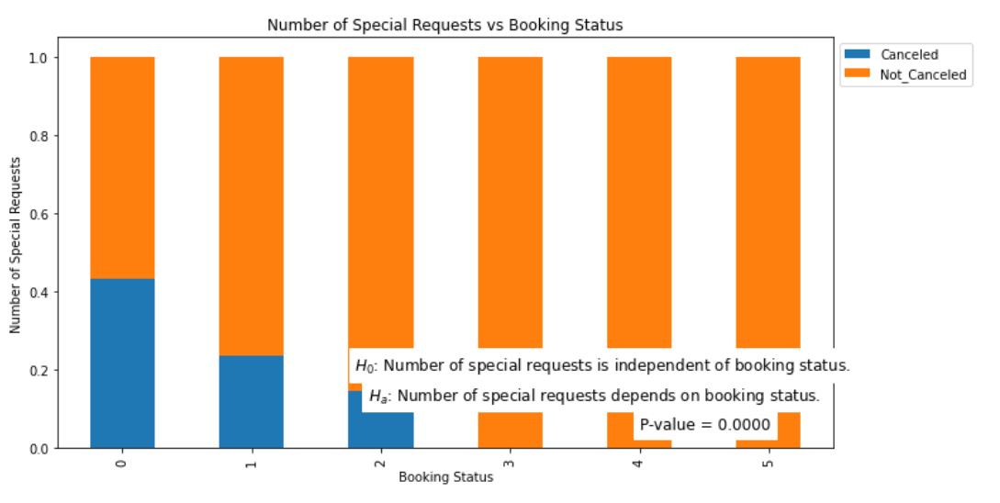 Number of Special Requests vs Booking Status
Canceled
Not_Canceled
Number of Special Requests
1.0
0.8
0.6
0.4
0.2
0.0
H₀: Number of special requests is independent of booking status.
Hₐ: Number of special requests depends on booking status.
P-value = 0.0000
0 1 2 3 4 5
Booking Status